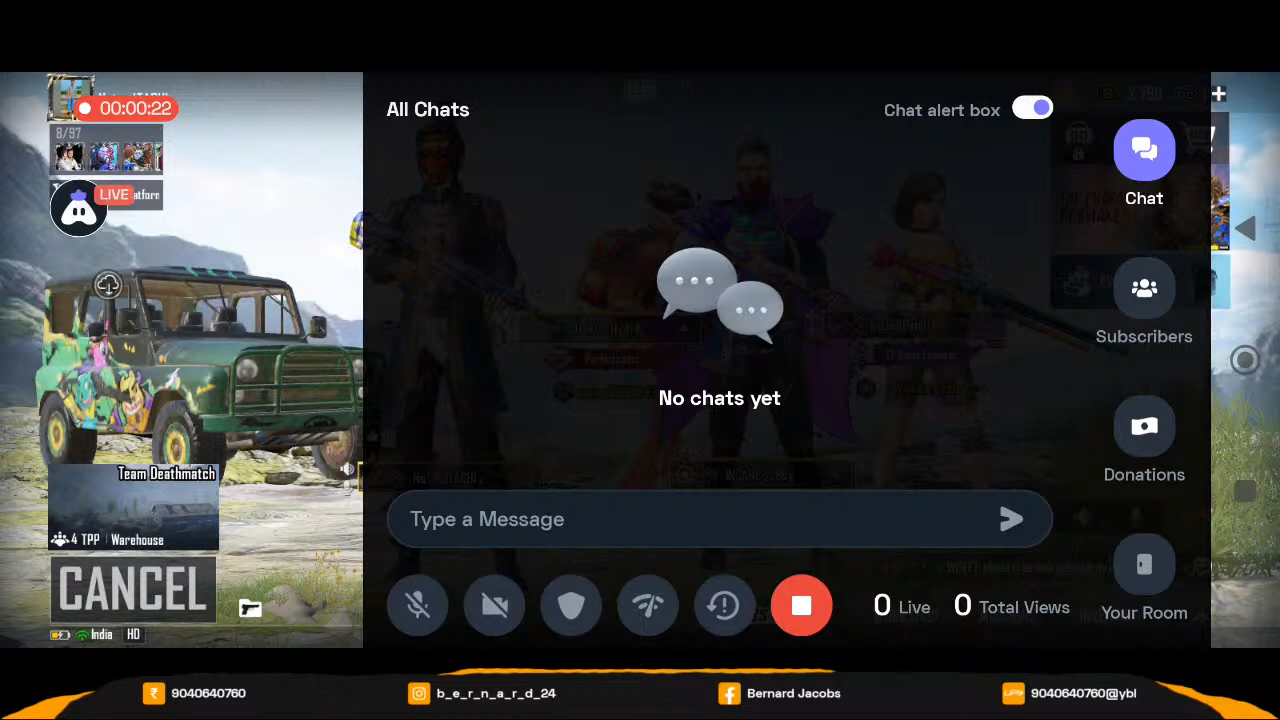 00:00:22
8/97
LIVE
All Chats
Chat alert box
Chat
No chats yet
Subscribers
Donations
Your Room
Type a Message
0 Live
0 Total Views
Team Deathmatch
4 TPP | Warehouse
CANCEL
India
HD
9040640760
b_e_r_n_a_r_d_24
Bernard Jacobs
9040640760@ybl